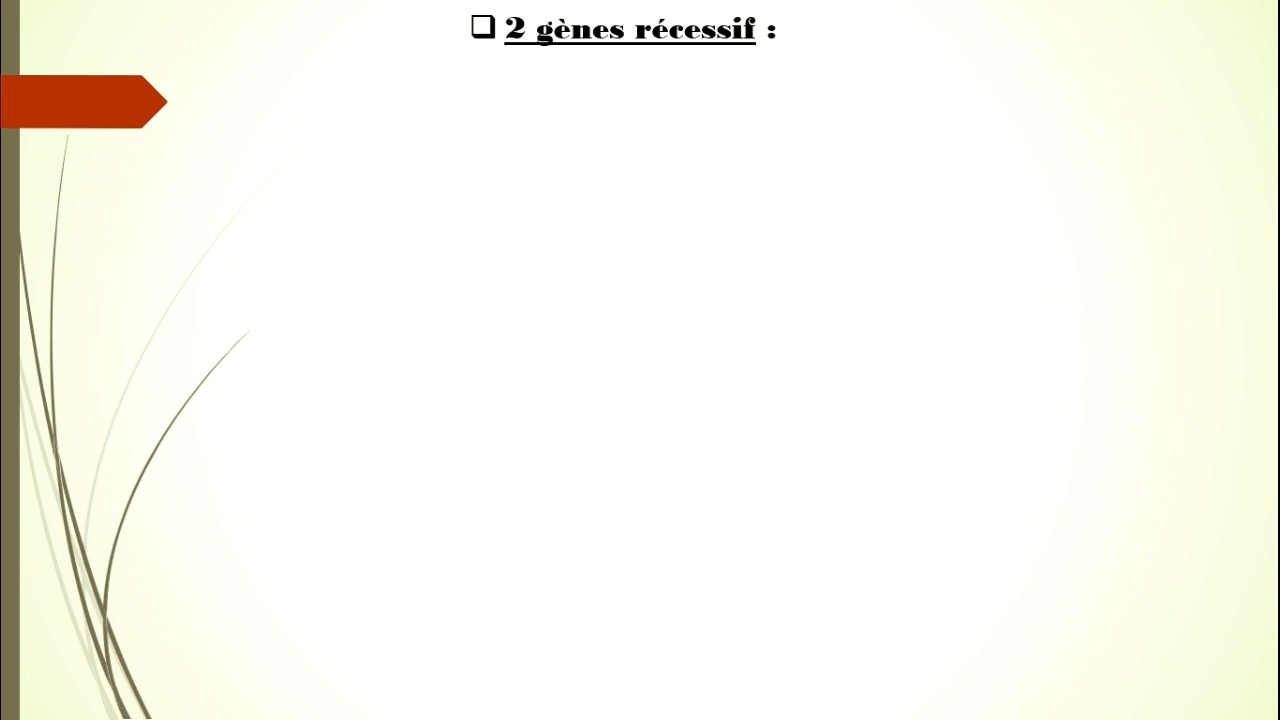 ❑ 2 gènes récessif :